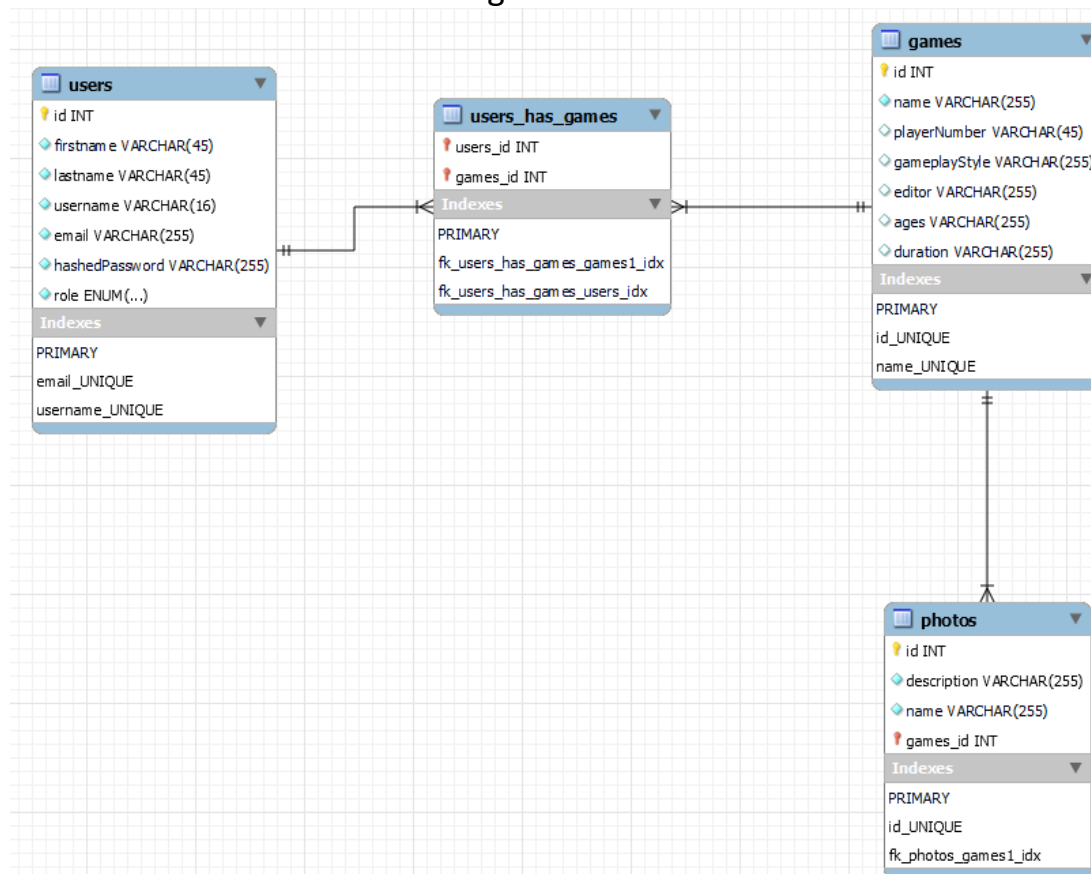 users
id INT
firstname VARCHAR(45)
lastname VARCHAR(45)
username VARCHAR(16)
email VARCHAR(255)
hashedPassword VARCHAR(255)
role ENUM(...)
Indexes
PRIMARY
email_UNIQUE
username_UNIQUE
users_has_games
users_id INT
games_id INT
Indexes
PRIMARY
fk_users_has_games_games1_idx
fk_users_has_games_users_idx
games
id INT
name VARCHAR(255)
playerNumber VARCHAR(45)
gameplayStyle VARCHAR(255)
editor VARCHAR(255)
ages VARCHAR(255)
duration VARCHAR(255)
Indexes
PRIMARY
id_UNIQUE
name_UNIQUE
photos
id INT
description VARCHAR(255)
name VARCHAR(255)
games_id INT
Indexes
PRIMARY
id_UNIQUE
fk_photos_games1_idx